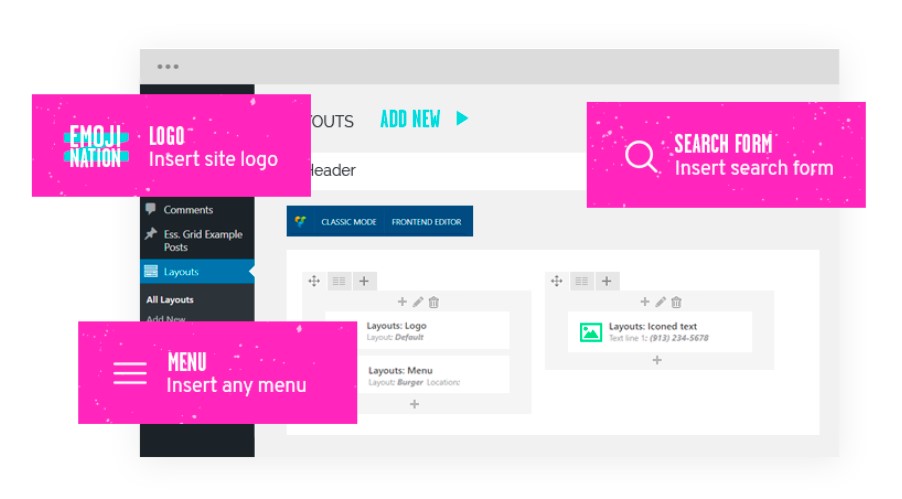 EMOJI
NATION
LOGO
Insert site logo
OUTS
ADD NEW
SEARCH FORM
Insert search form
Header
Comments
CLASSIC MODE
FRONTEND EDITOR
Ess. Grid Example
Posts
Layouts
All Layouts
Add New
Layouts: Logo
Layout: Default
Layouts: Iconed text
Text line 1: (913) 234-5678
MENU
Insert any menu
Layouts: Menu
Layout: Burger Location: